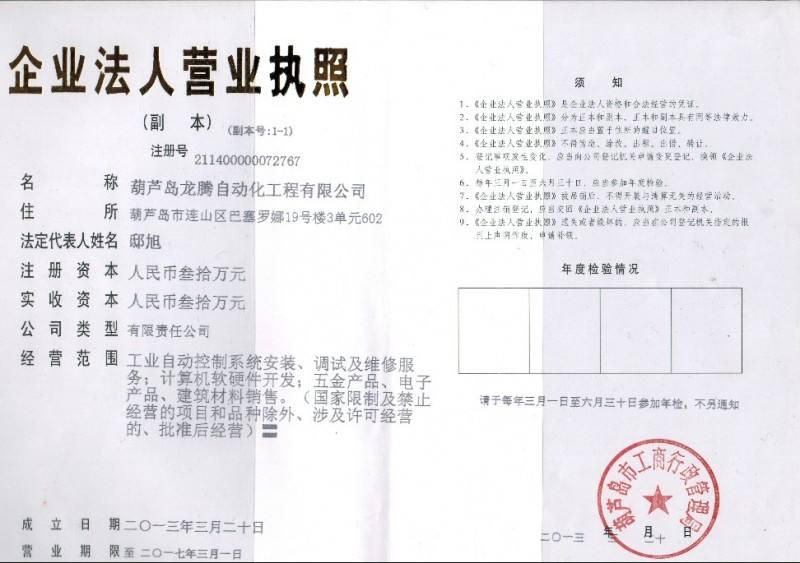 企业法人营业执照
(副 本) (副本号:1-1)
注册号 211400000072767
名 称 葫芦岛龙腾自动化工程有限公司
住 所 葫芦岛市连山区巴塞罗娜19号楼3单元602
法定代表人姓名 邸旭
注 册 资 本 人民币叁拾万元
实 收 资 本 人民币叁拾万元
公 司 类 型 有限责任公司
经 营 范 围 工业自动控制系统安装、调试及维修服
务；计算机软硬件开发；五金产品、电子
产品、建筑材料销售。（国家限制及禁止
经营的项目和品种除外、涉及许可经营
的、批准后经营）
成 立 日 期 二〇一三年三月二十日
营 业 期 限 至二〇一七年三月一日
须 知
1、《企业法人营业执照》是企业法人资格和合法经营的凭证。
2、《企业法人营业执照》分为正本和副本，正本和副本具有同等法律效力。
3、《企业法人营业执照》正本应当置于住所的醒目位置。
4、《企业法人营业执照》不得伪造、涂改、出租、出借、转让。
5、登记事项发生变化，应当向公司登记机关申请变更登记，换领《企业法
人营业执照》。
6、每年三月一日至六月三十日，应当参加年度检验。
7、《企业法人营业执照》被吊销后，不得开展与清算无关的经营活动。
8、办理注销登记，应当交回《企业法人营业执照》正本和副本。
9、《企业法人营业执照》遗失或者毁坏的，应当在公司登记机关指定的报
刊上声明作废，申请补领。
年度检验情况
请于每年三月一日至六月三十日参加年检，不另通知
葫芦岛市工商行政管理局
二〇一三 年 三 月 二十 日